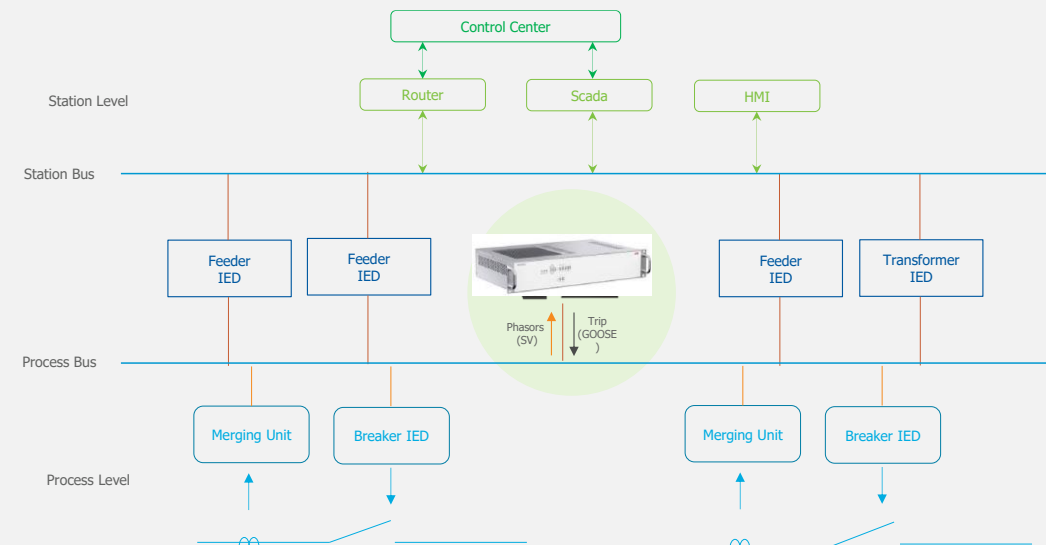 Control Center
Station Level
Router
Scada
HMI
Station Bus
Feeder
IED
Feeder
IED
Feeder
IED
Transformer
IED
Phasors
(SV)
Trip
(GOOSE
)
Process Bus
Merging Unit
Breaker IED
Merging Unit
Breaker IED
Process Level